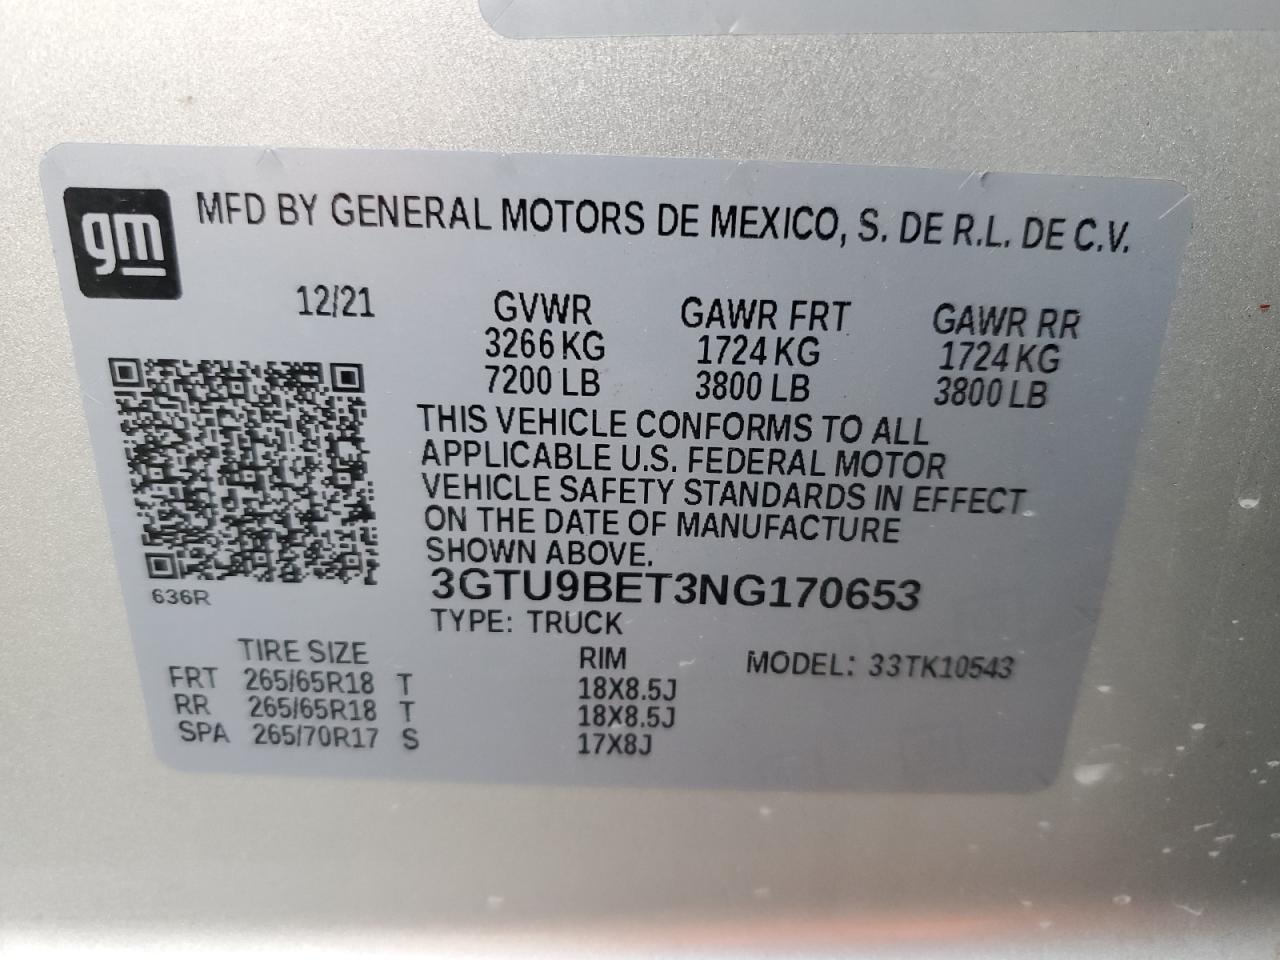 gm
MFD BY GENERAL MOTORS DE MEXICO, S. DE R.L. DE C.V.
12/21 GVWR GAWR FRT GAWR RR
3266 KG 1724 KG 1724 KG
7200 LB 3800 LB 3800 LB
THIS VEHICLE CONFORMS TO ALL
APPLICABLE U.S. FEDERAL MOTOR
VEHICLE SAFETY STANDARDS IN EFFECT
ON THE DATE OF MANUFACTURE
SHOWN ABOVE.
3GTU9BET3NG170653
636R
TYPE: TRUCK
TIRE SIZE RIM MODEL: 33TK10543
FRT 265/65R18 T 18X8.5J
RR 265/65R18 T 18X8.5J
SPA 265/70R17 S 17X8J